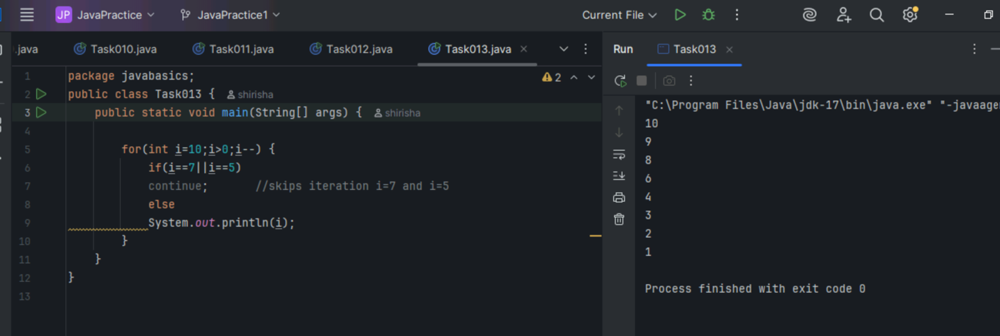 JP JavaPractice JavaPractice1 Current File
.java Task010.java Task011.java Task012.java Task013.java
Run Task013
2
1 package javabasics;
2 public class Task013 { shirisha
3 public static void main(String[] args) { shirisha
4
5 for(int i=10;i>0;i--) {
6 if(i==7||i==5)
7 continue; //skips iteration i=7 and i=5
8 else
9 System.out.println(i);
10 }
11 }
12 }
13
"C:\Program Files\Java\jdk-17\bin\java.exe" "-javaage
10
9
8
6
4
3
2
1
Process finished with exit code 0